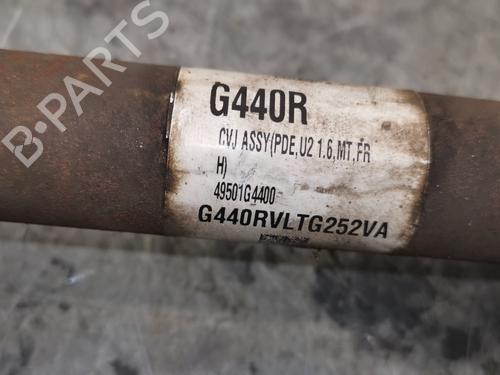 G440R
CVJ ASSY(PDE,U2 1.6,MT,FR
H)
49501G4400
G440RVLTG252VA
B-PARTS